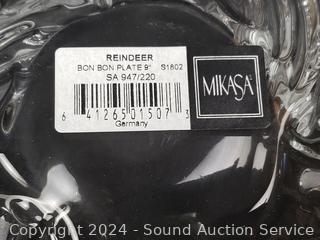 REINDEER
BON BON PLATE 9" S1802
SA 947/220
6 41265 01507 3
Germany
MIKASA
Copyright © 2024 - Sound Auction Service